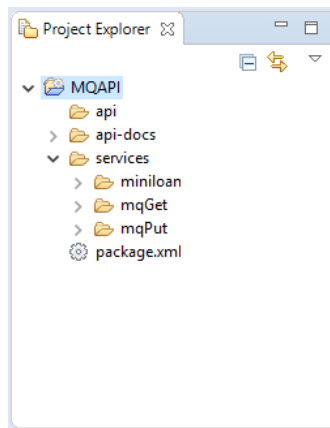 Project Explorer
MQAPI
api
api-docs
services
miniloan
mqGet
mqPut
package.xml